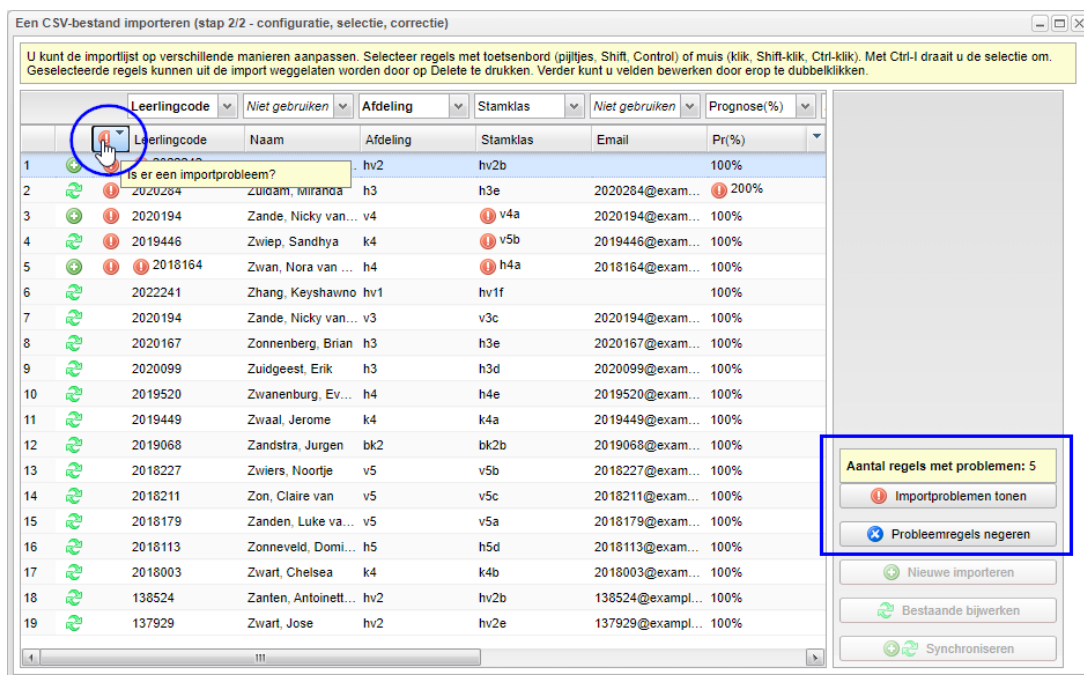 Een CSV-bestand importeren (stap 2/2 - configuratie, selectie, correctie)
U kunt de importlijst op verschillende manieren aanpassen. Selecteer regels met toetsenbord (pijltjes, Shift, Control) of muis (klik, Shift-klik, Ctrl-klik). Met Ctrl-I draait u de selectie om.
Geselecteerde regels kunnen uit de import weggelaten worden door op Delete te drukken. Verder kunt u velden bewerken door erop te dubbelklikken.
Leerlingcode Niet gebruiken Afdeling Stamklas Niet gebruiken Prognose(%)
Leerlingcode Naam Afdeling Stamklas Email Pr(%)
1 hv2 hv2b 100%
Is er een importprobleem?
2 2020284 Zuidam, Miranda h3 h3e 2020284@exam... 200%
3 2020194 Zande, Nicky van... v4 v4a 2020194@exam... 100%
4 2019446 Zwiep, Sandhya k4 v5b 2019446@exam... 100%
5 2018164 Zwan, Nora van ... h4 h4a 2018164@exam... 100%
6 2022241 Zhang, Keyshawno hv1 hv1f 100%
7 2020194 Zande, Nicky van... v3 v3c 2020194@exam... 100%
8 2020167 Zonnenberg, Brian h3 h3e 2020167@exam... 100%
9 2020099 Zuidgeest, Erik h3 h3d 2020099@exam... 100%
10 2019520 Zwanenburg, Ev... h4 h4e 2019520@exam... 100%
11 2019449 Zwaal, Jerome k4 k4a 2019449@exam... 100%
12 2019068 Zandstra, Jurgen bk2 bk2b 2019068@exam... 100%
13 2018227 Zwiers, Noortje v5 v5b 2018227@exam... 100%
14 2018211 Zon, Claire van v5 v5c 2018211@exam... 100%
15 2018179 Zanden, Luke va... v5 v5a 2018179@exam... 100%
16 2018113 Zonneveld, Domi... h5 h5d 2018113@exam... 100%
17 2018003 Zwart, Chelsea k4 k4b 2018003@exam... 100%
18 138524 Zanten, Antoinett... hv2 hv2b 138524@exampl... 100%
19 137929 Zwart, Jose hv2 hv2e 137929@exampl... 100%
Aantal regels met problemen: 5
Importproblemen tonen
Probleemregels negeren
Nieuwe importeren
Bestaande bijwerken
Synchroniseren